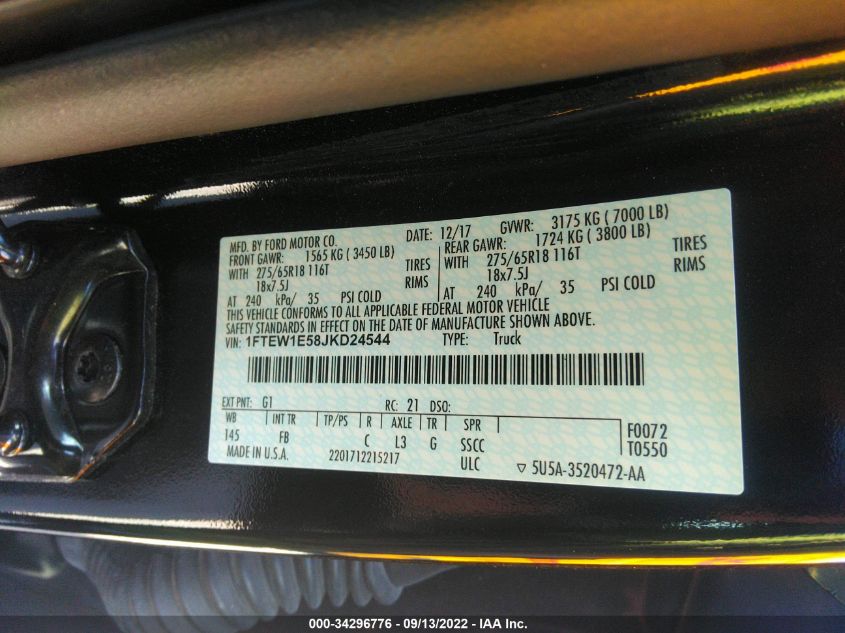 MFD. BY FORD MOTOR CO.
DATE: 12/17 GVWR: 3175 KG ( 7000 LB)
FRONT GAWR: 1565 KG ( 3450 LB) REAR GAWR: 1724 KG ( 3800 LB)
WITH 275/65R18 116T TIRES WITH 275/65R18 116T TIRES
18x7.5J RIMS 18x7.5J RIMS
AT 240 kPa/ 35 PSI COLD AT 240 kPa/ 35 PSI COLD
THIS VEHICLE CONFORMS TO ALL APPLICABLE FEDERAL MOTOR VEHICLE
SAFETY STANDARDS IN EFFECT ON THE DATE OF MANUFACTURE SHOWN ABOVE.
VIN: 1FTEW1E58JKD24544 TYPE: Truck
EXT PNT: G1 RC: 21 DSO:
WB INT TR TP/PS R AXLE TR SPR F0072
145 FB C L3 G SSCC T0550
MADE IN U.S.A. 2201712215217 ULC ▽ 5U5A-3520472-AA
000-34296776 - 09/13/2022 - IAA Inc.